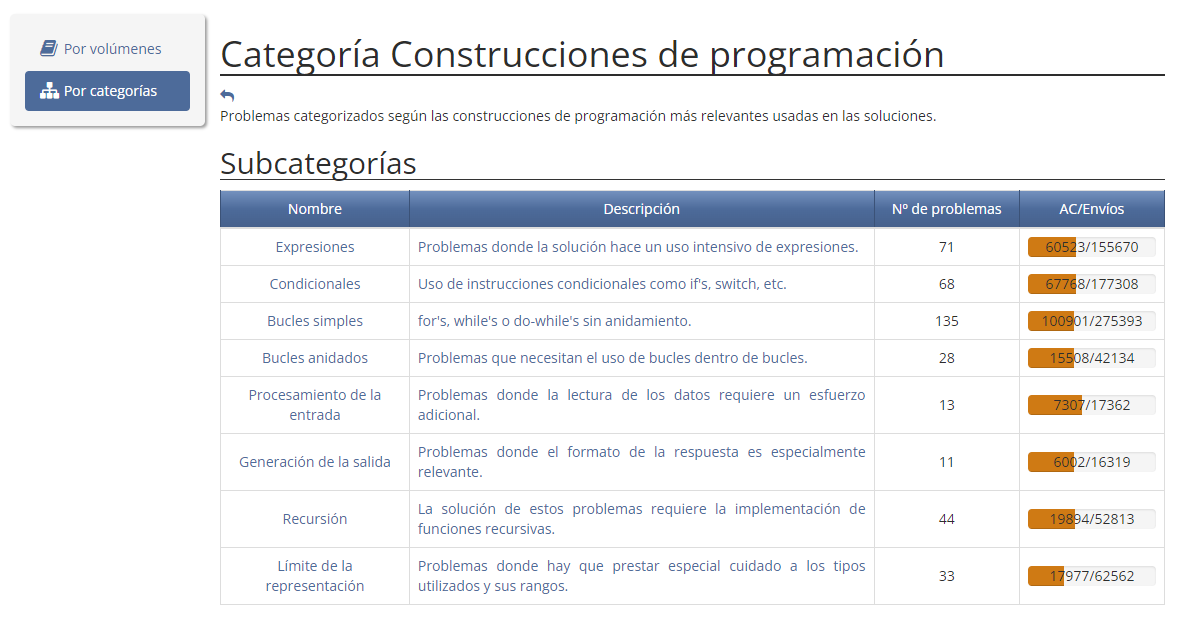 Por volúmenes
Por categorías
Categoría Construcciones de programación
Problemas categorizados según las construcciones de programación más relevantes usadas en las soluciones.
Subcategorías
Nombre Descripción Nº de problemas AC/Envíos
Expresiones Problemas donde la solución hace un uso intensivo de expresiones. 71 60523/155670
Condicionales Uso de instrucciones condicionales como if's, switch, etc. 68 67768/177308
Bucles simples for's, while's o do-while's sin anidamiento. 135 100901/275393
Bucles anidados Problemas que necesitan el uso de bucles dentro de bucles. 28 15508/42134
Procesamiento de la
entrada
Problemas donde la lectura de los datos requiere un esfuerzo
adicional.
13 7307/17362
Generación de la salida
Problemas donde el formato de la respuesta es especialmente
relevante.
11 6002/16319
Recursión
La solución de estos problemas requiere la implementación de
funciones recursivas.
44 19894/52813
Límite de la
representación
Problemas donde hay que prestar especial cuidado a los tipos
utilizados y sus rangos.
33 17977/62562